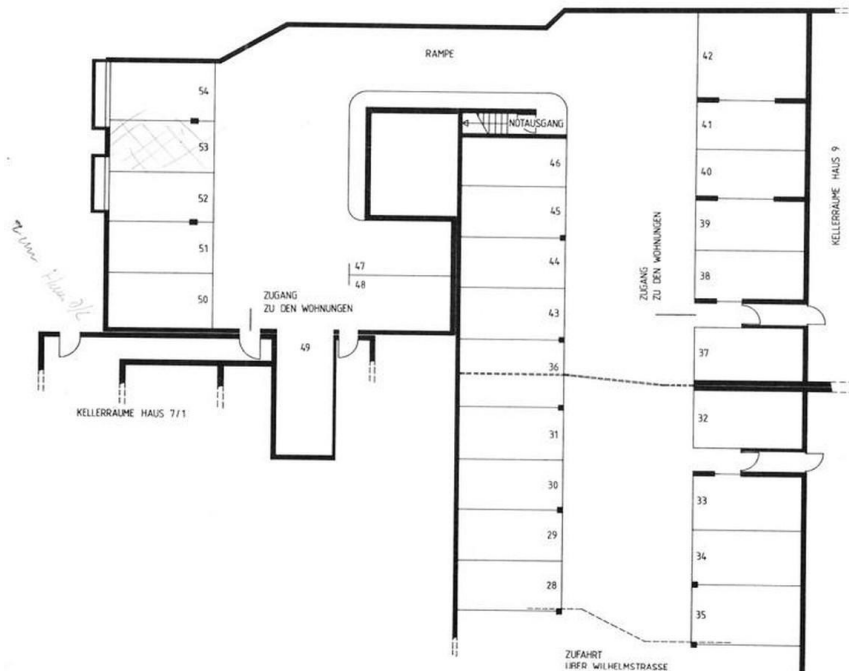 RAMPE
54
53
52
51
50
NOTAUSGANG
46
45
44
43
36
31
30
29
28
42
41
40
39
38
37
32
33
34
35
47
48
49
ZUGANG
ZU DEN WOHNUNGEN
ZUGANG
ZU DEN WOHNUNGEN
KELLERRÄUME HAUS 9
KELLERRÄUME HAUS 7/1
ZUFAHRT
ÜBER WILHELMSTRASSE